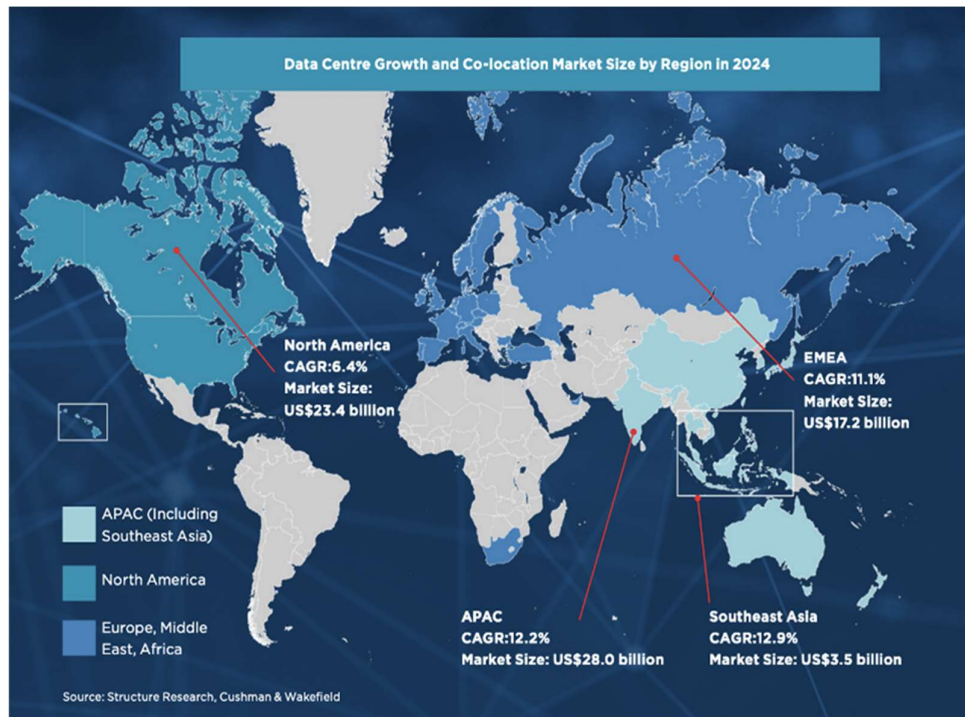 Data Centre Growth and Co-location Market Size by Region in 2024
North America
CAGR:6.4%
Market Size:
US$23.4 billion
EMEA
CAGR:11.1%
Market Size:
US$17.2 billion
APAC (Including
Southeast Asia)
North America
Europe, Middle
East, Africa
APAC
CAGR:12.2%
Market Size: US$28.0 billion
Southeast Asia
CAGR:12.9%
Market Size: US$3.5 billion
Source: Structure Research, Cushman & Wakefield